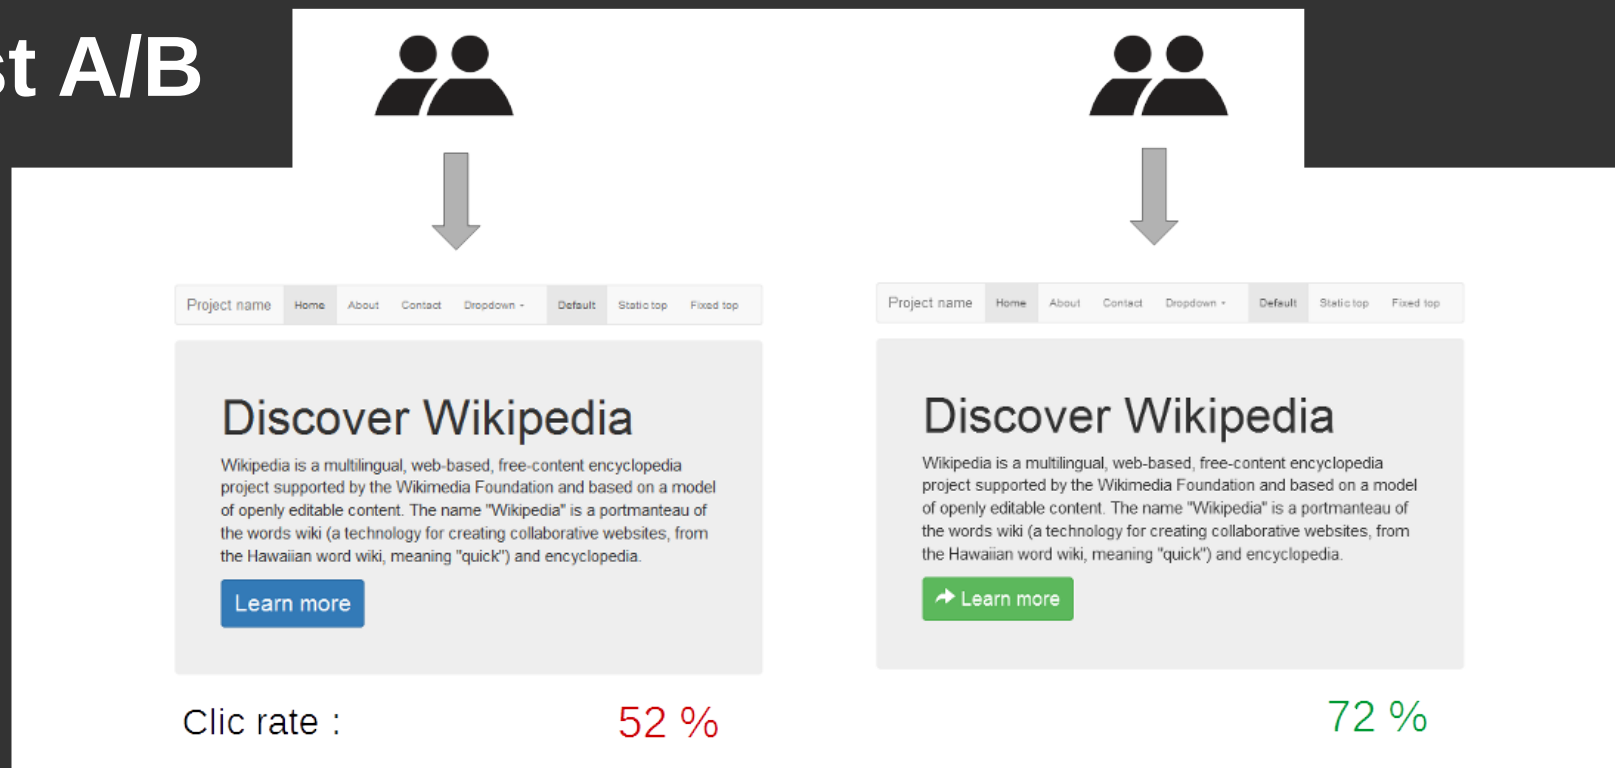 st A/B
Project name Home About Contact Dropdown Default Static top Fixed top
Discover Wikipedia
Wikipedia is a multilingual, web-based, free-content encyclopedia
project supported by the Wikimedia Foundation and based on a model
of openly editable content. The name "Wikipedia" is a portmanteau of
the words wiki (a technology for creating collaborative websites, from
the Hawaiian word wiki, meaning "quick") and encyclopedia.
Learn more
Clic rate : 52 %
Project name Home About Contact Dropdown Default Static top Fixed top
Discover Wikipedia
Wikipedia is a multilingual, web-based, free-content encyclopedia
project supported by the Wikimedia Foundation and based on a model
of openly editable content. The name "Wikipedia" is a portmanteau of
the words wiki (a technology for creating collaborative websites, from
the Hawaiian word wiki, meaning "quick") and encyclopedia.
Learn more
72 %